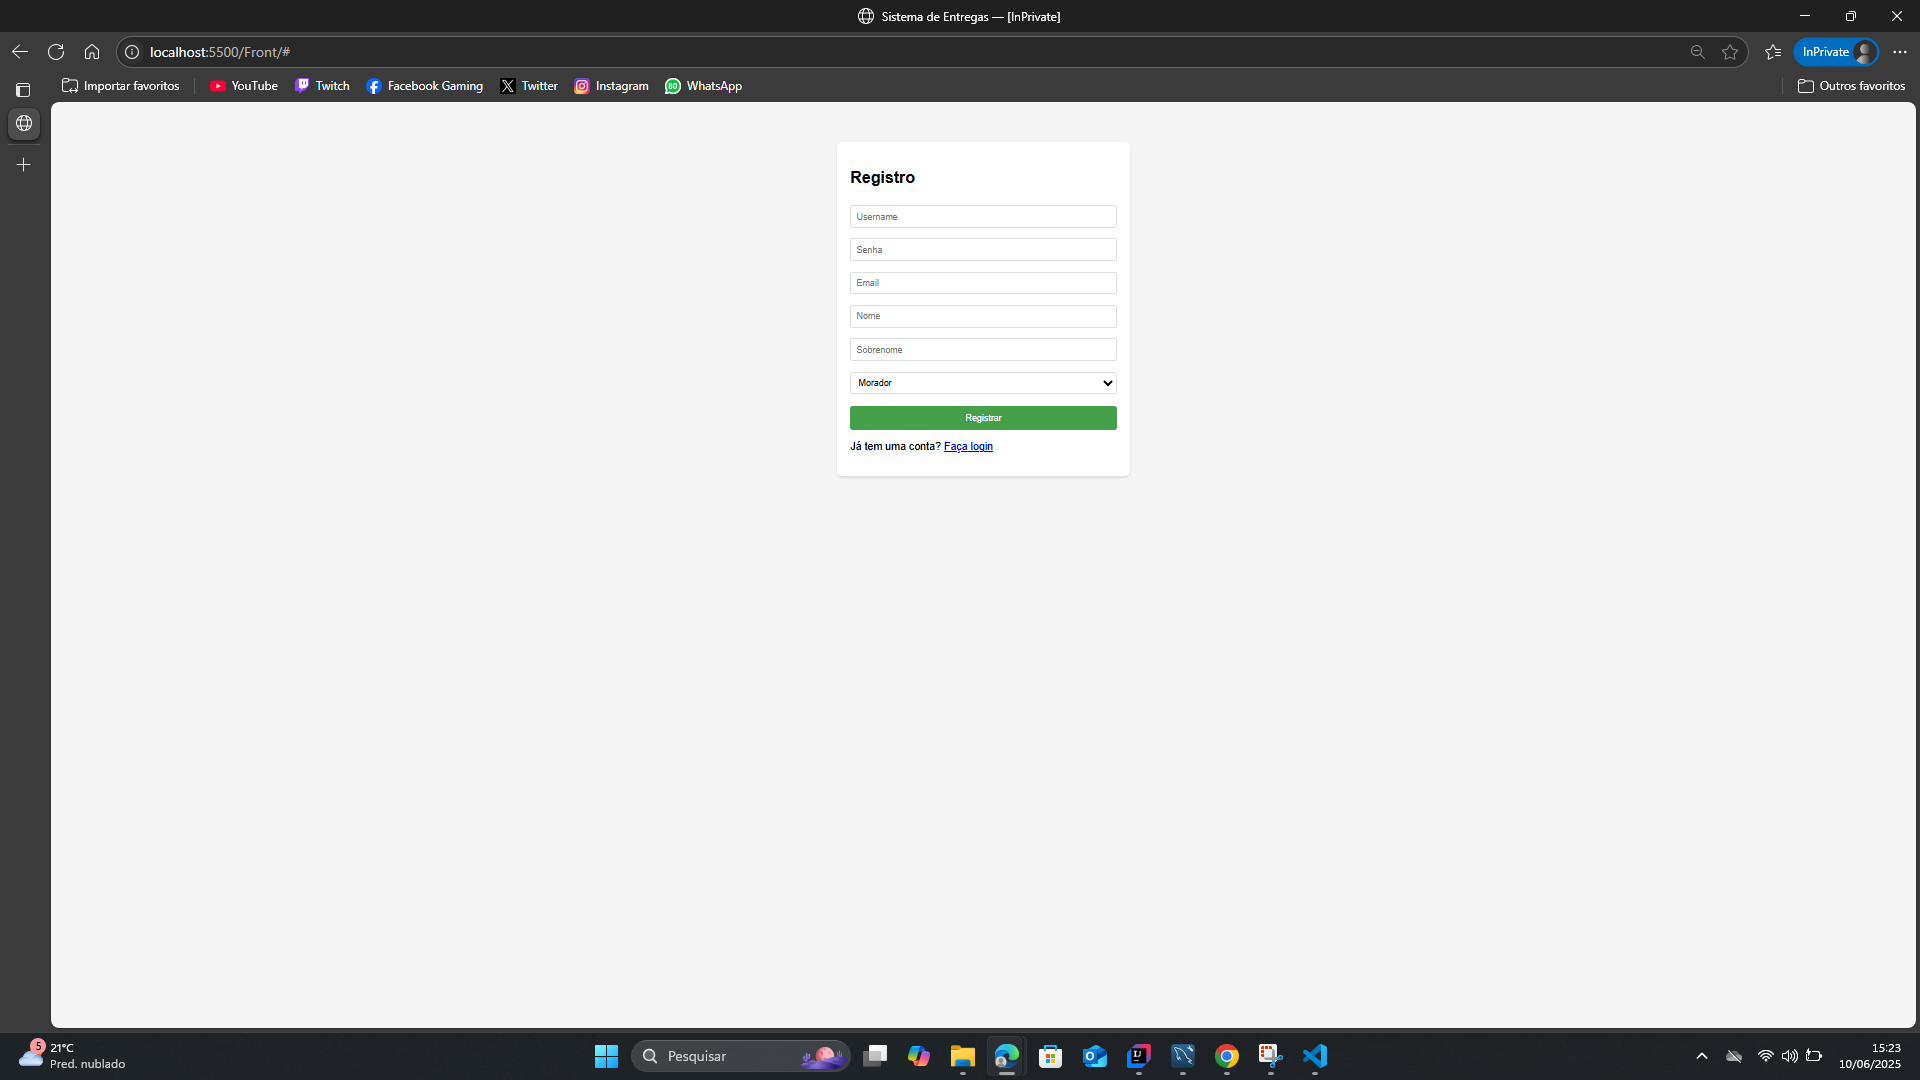 Sistema de Entregas — [InPrivate]
localhost:5500/Front/#
InPrivate
Importar favoritos
YouTube
Twitch
Facebook Gaming
Twitter
Instagram
80
WhatsApp
Outros favoritos
Registro
Username
Senha
Email
Nome
Sobrenome
Morador
Registrar
Já tem uma conta? Faça login
5
21°C
Pred. nublado
Pesquisar
IJ
15:23
10/06/2025